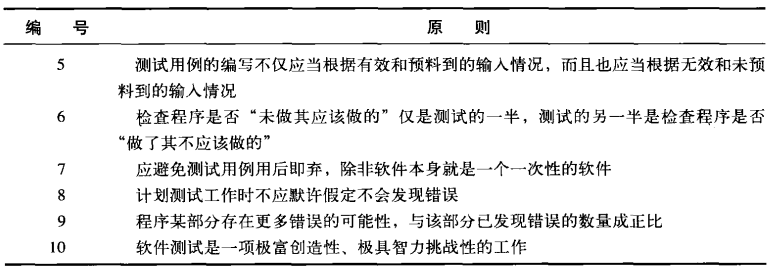 编 号 原 则
5 测试用例的编写不仅应当根据有效和预料到的输入情况，而且也应当根据无效和未预
料到的输入情况
6 检查程序是否“未做其应该做的”仅是测试的一半，测试的另一半是检查程序是否
“做了其不应该做的”
7 应避免测试用例用后即弃，除非软件本身就是一个一次性的软件
8 计划测试工作时不应默许假定不会发现错误
9 程序某部分存在更多错误的可能性，与该部分已发现错误的数量成正比
10 软件测试是一项极富创造性、极具智力挑战性的工作